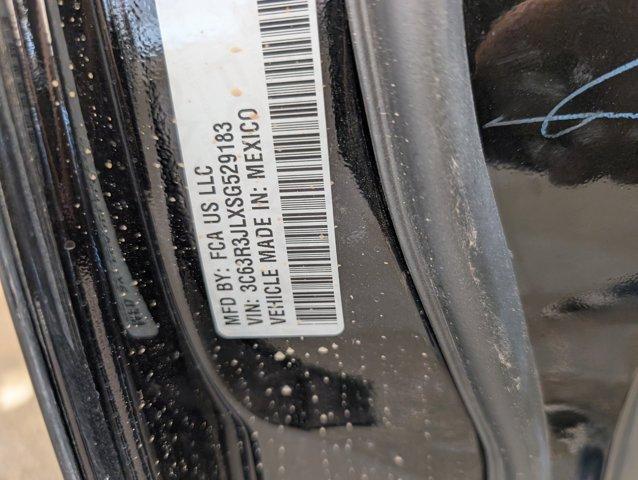 MFD BY: FCA US LLC
VIN: 3C63R3JLXSG529183
VEHICLE MADE IN: MEXICO